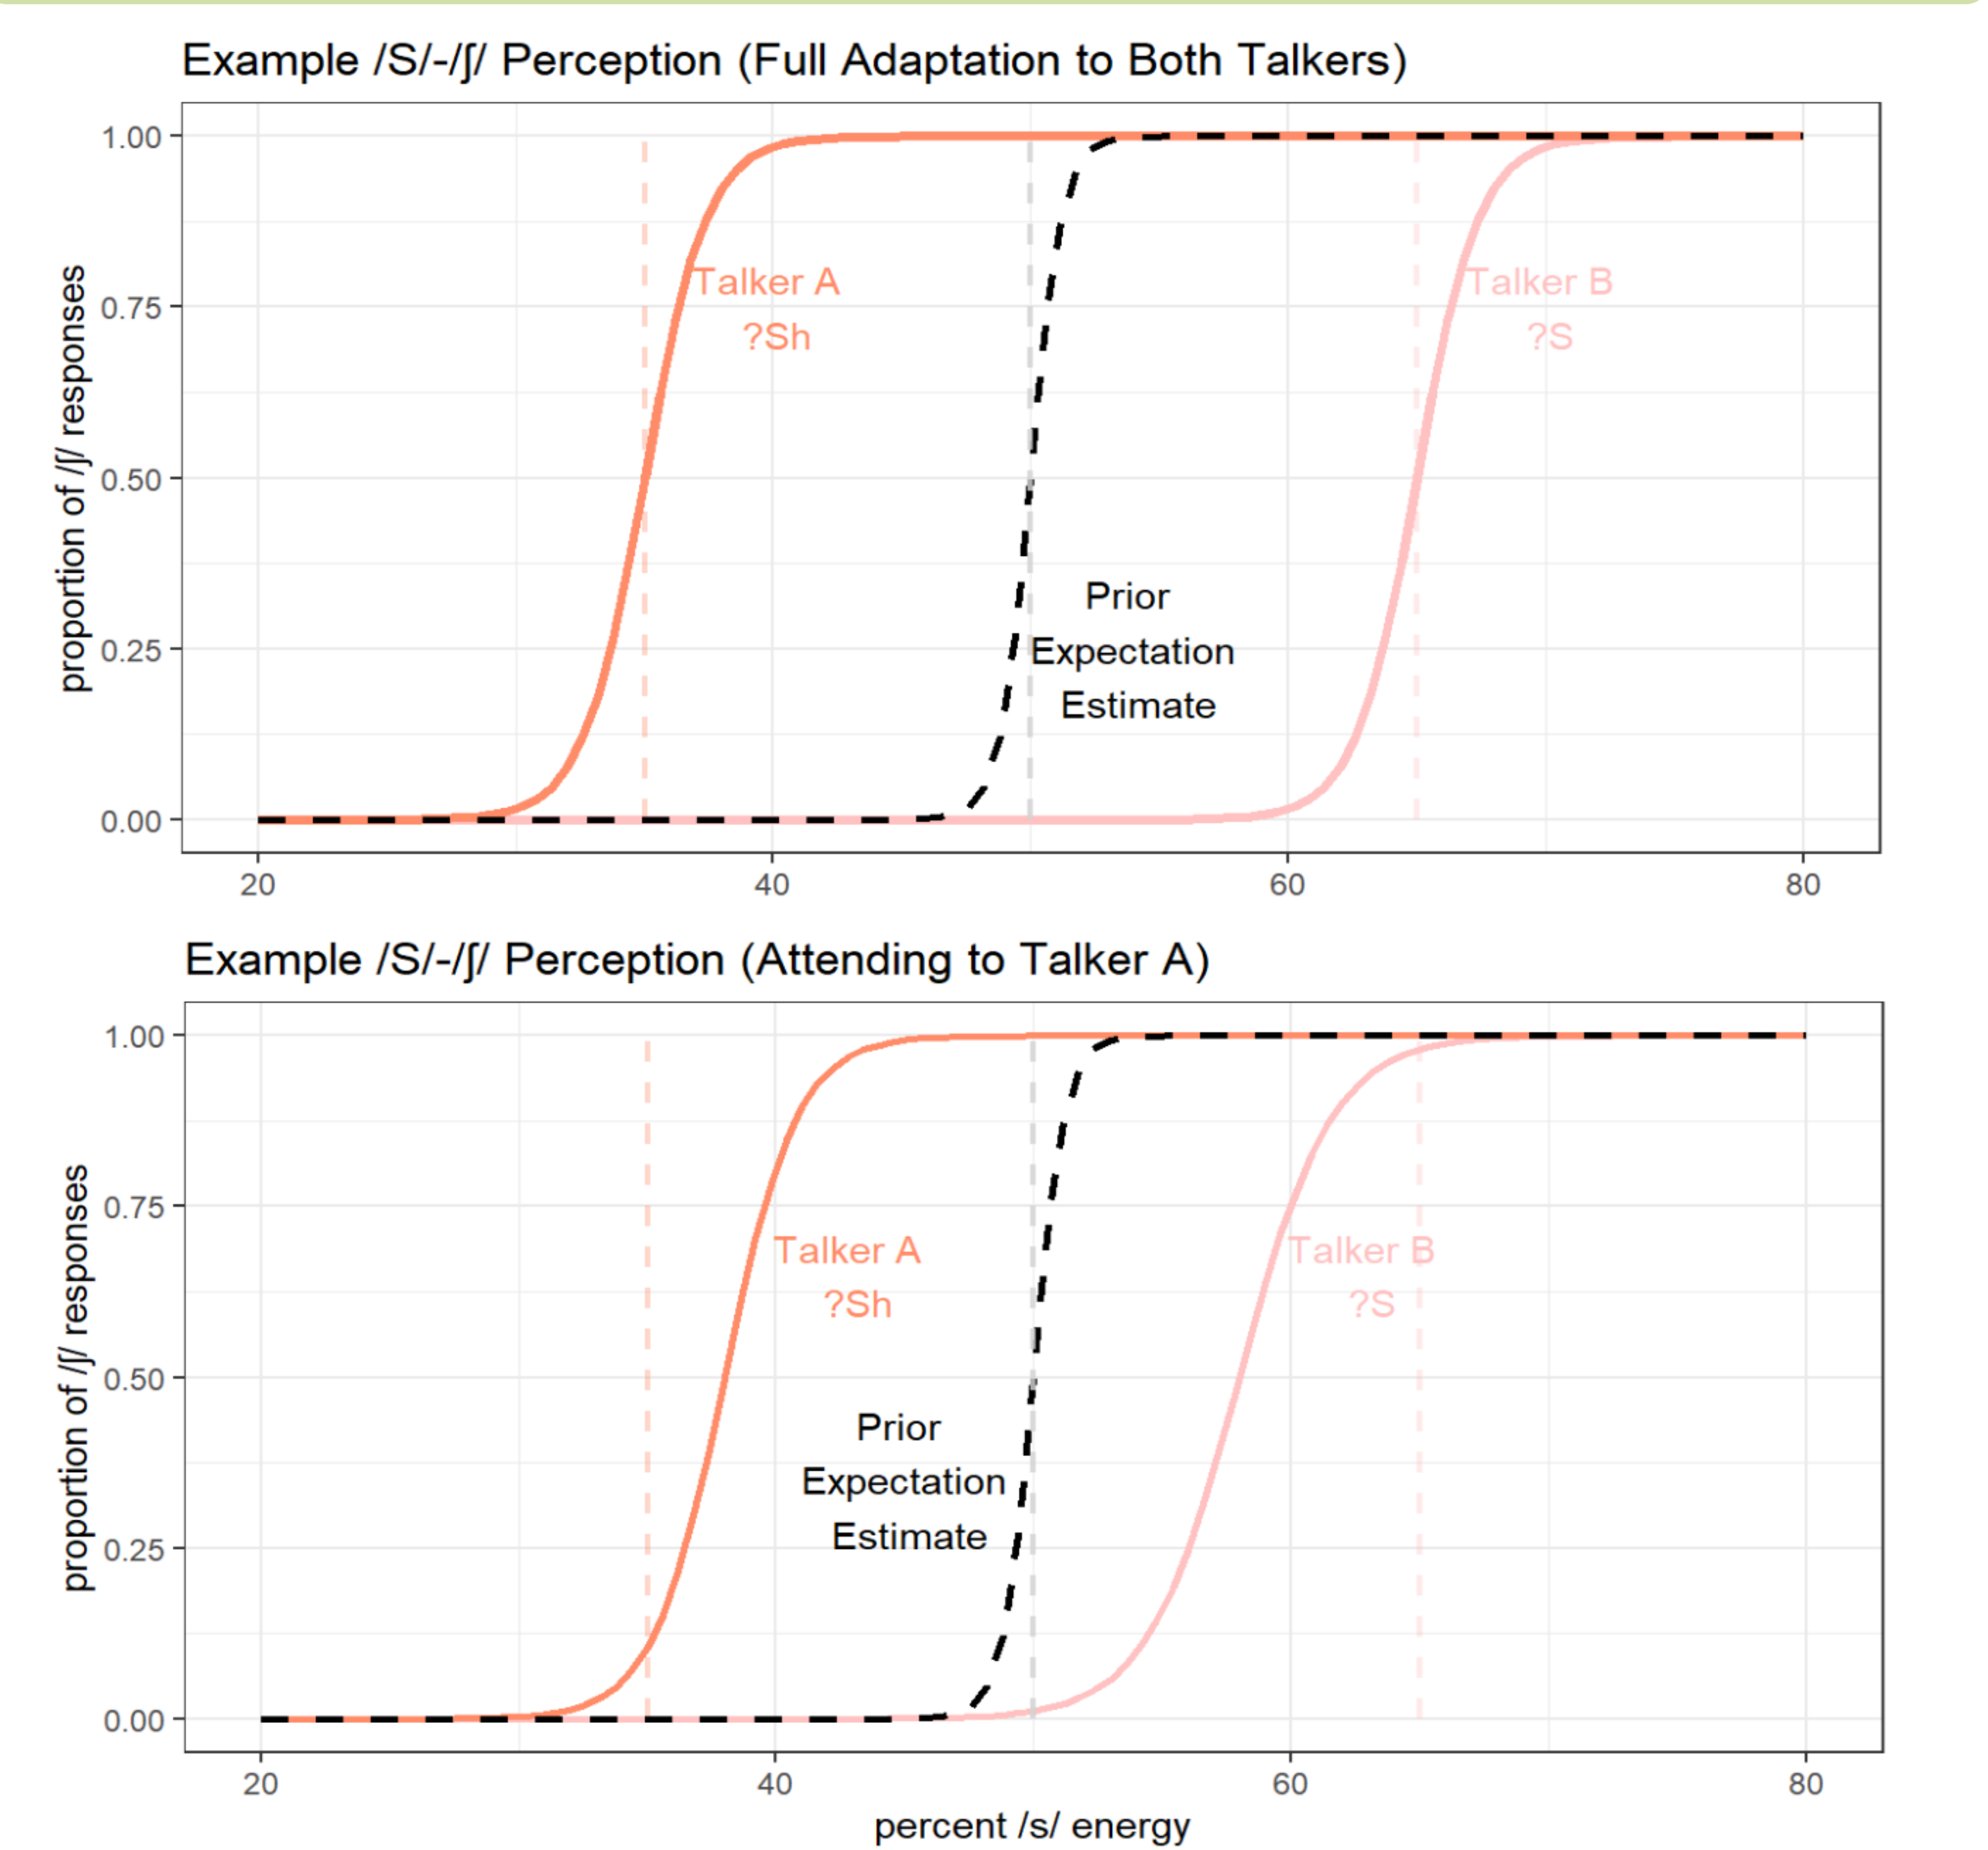 Example /S/-/ʃ/ Perception (Full Adaptation to Both Talkers)
proportion of /ʃ/ responses
1.00
0.75
0.50
0.25
0.00
Talker A
?Sh
Talker B
?S
Prior
Expectation
Estimate
20 40 60 80
Example /S/-/ʃ/ Perception (Attending to Talker A)
proportion of /ʃ/ responses
1.00
0.75
0.50
0.25
0.00
Talker A
?Sh
Talker B
?S
Prior
Expectation
Estimate
20 40 60 80
percent /s/ energy